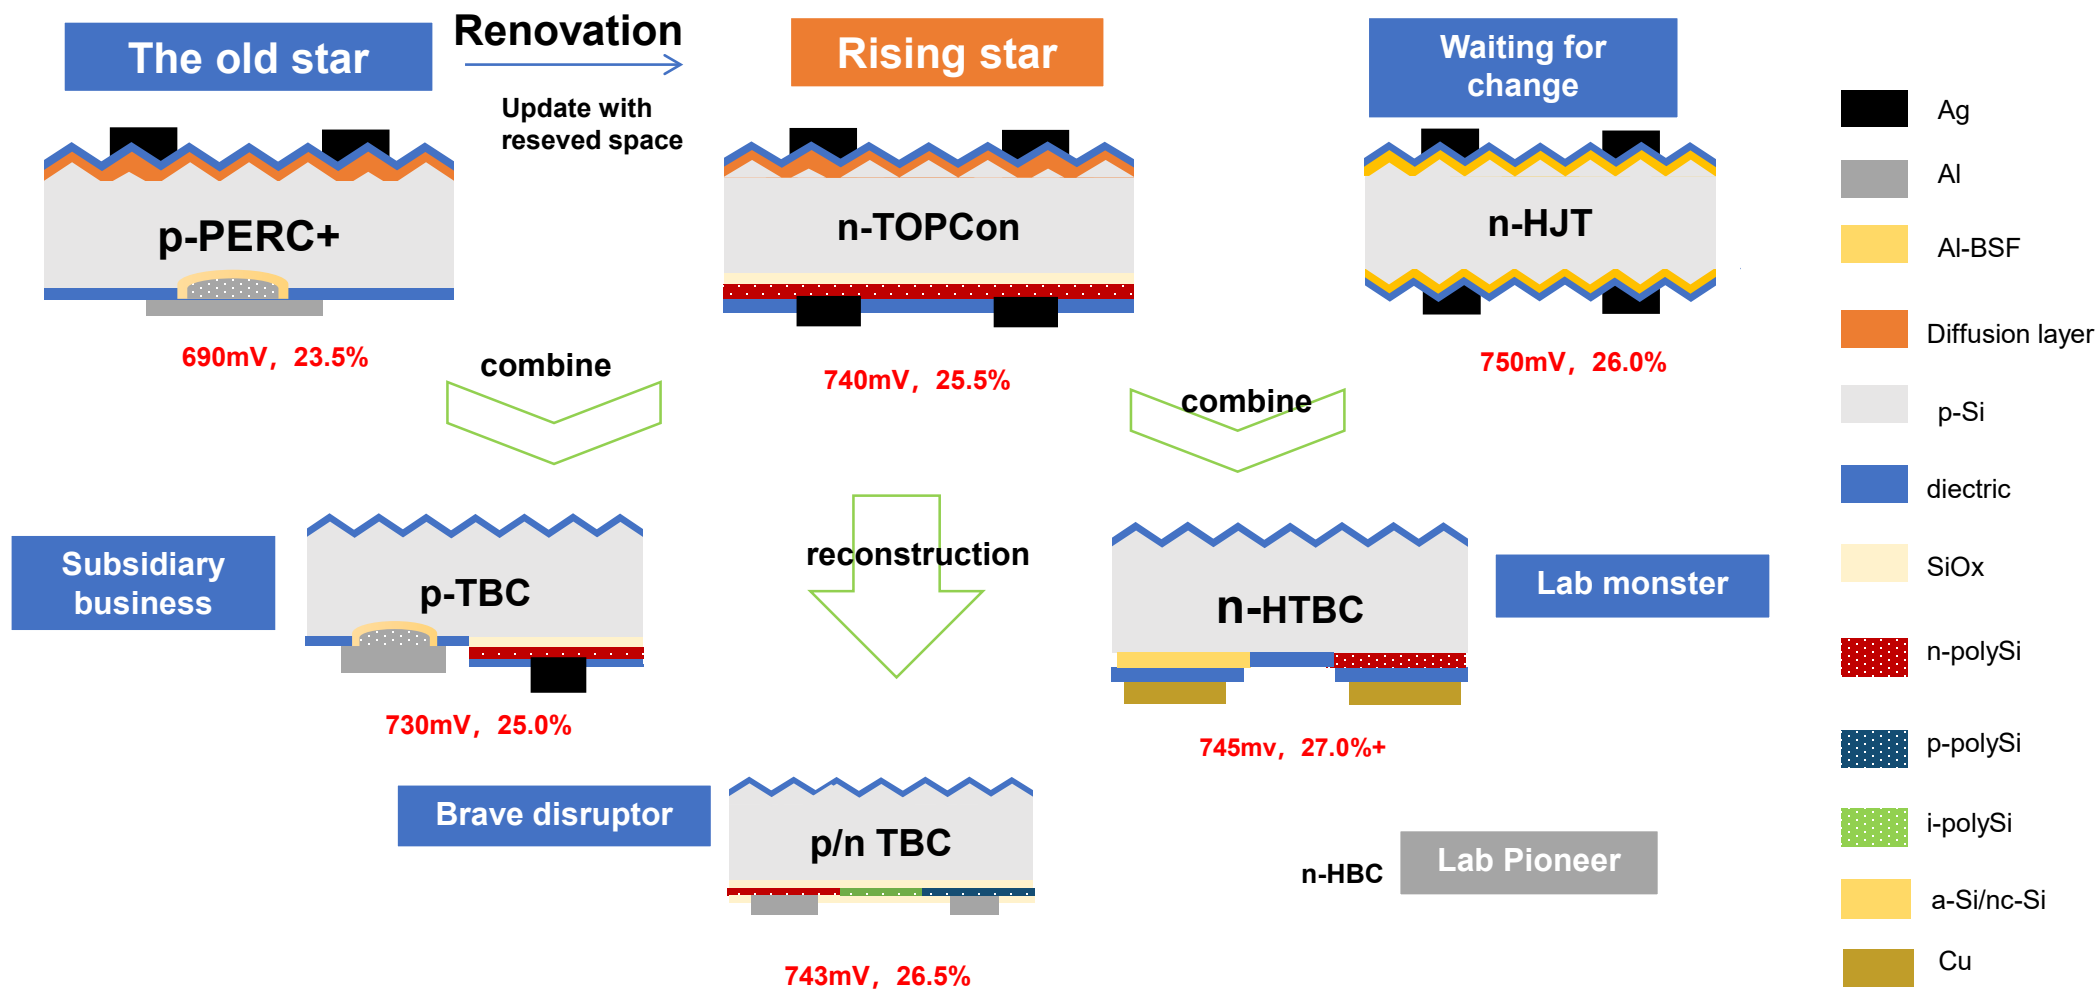 The old star
Renovation
Update with
reseved space
Rising star
Waiting for
change
p-PERC+
n-TOPCon
n-HJT
690mV, 23.5%
740mV, 25.5%
750mV, 26.0%
combine
combine
reconstruction
Subsidiary
business
p-TBC
730mV, 25.0%
n-HTBC
Lab monster
745mv, 27.0%+
Brave disruptor
p/n TBC
743mV, 26.5%
n-HBC
Lab Pioneer
Ag
Al
Al-BSF
Diffusion layer
p-Si
diectric
SiOx
n-polySi
p-polySi
i-polySi
a-Si/nc-Si
Cu